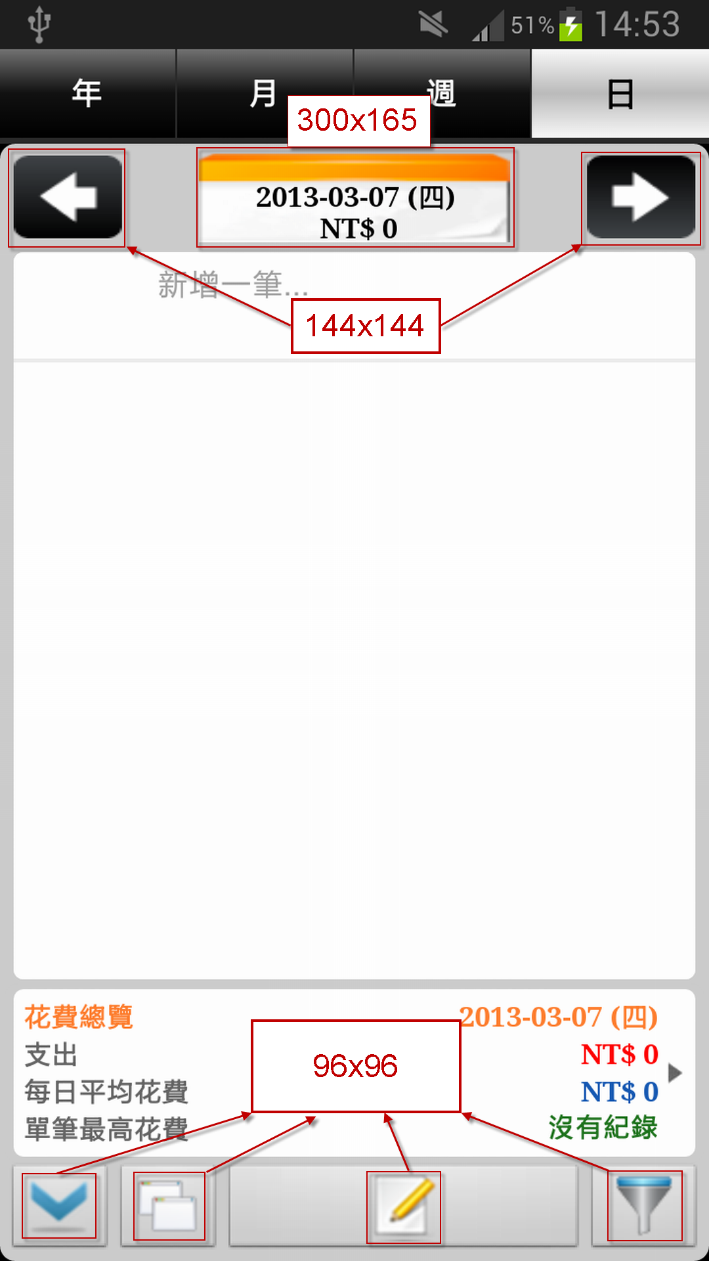 51% 14:53
年 月 週 日
300x165
2013-03-07 (四)
NT$ 0
新增一筆...
144x144
花費總覽 2013-03-07 (四)
支出 NT$ 0
96x96
每日平均花費 NT$ 0
單筆最高花費 沒有紀錄